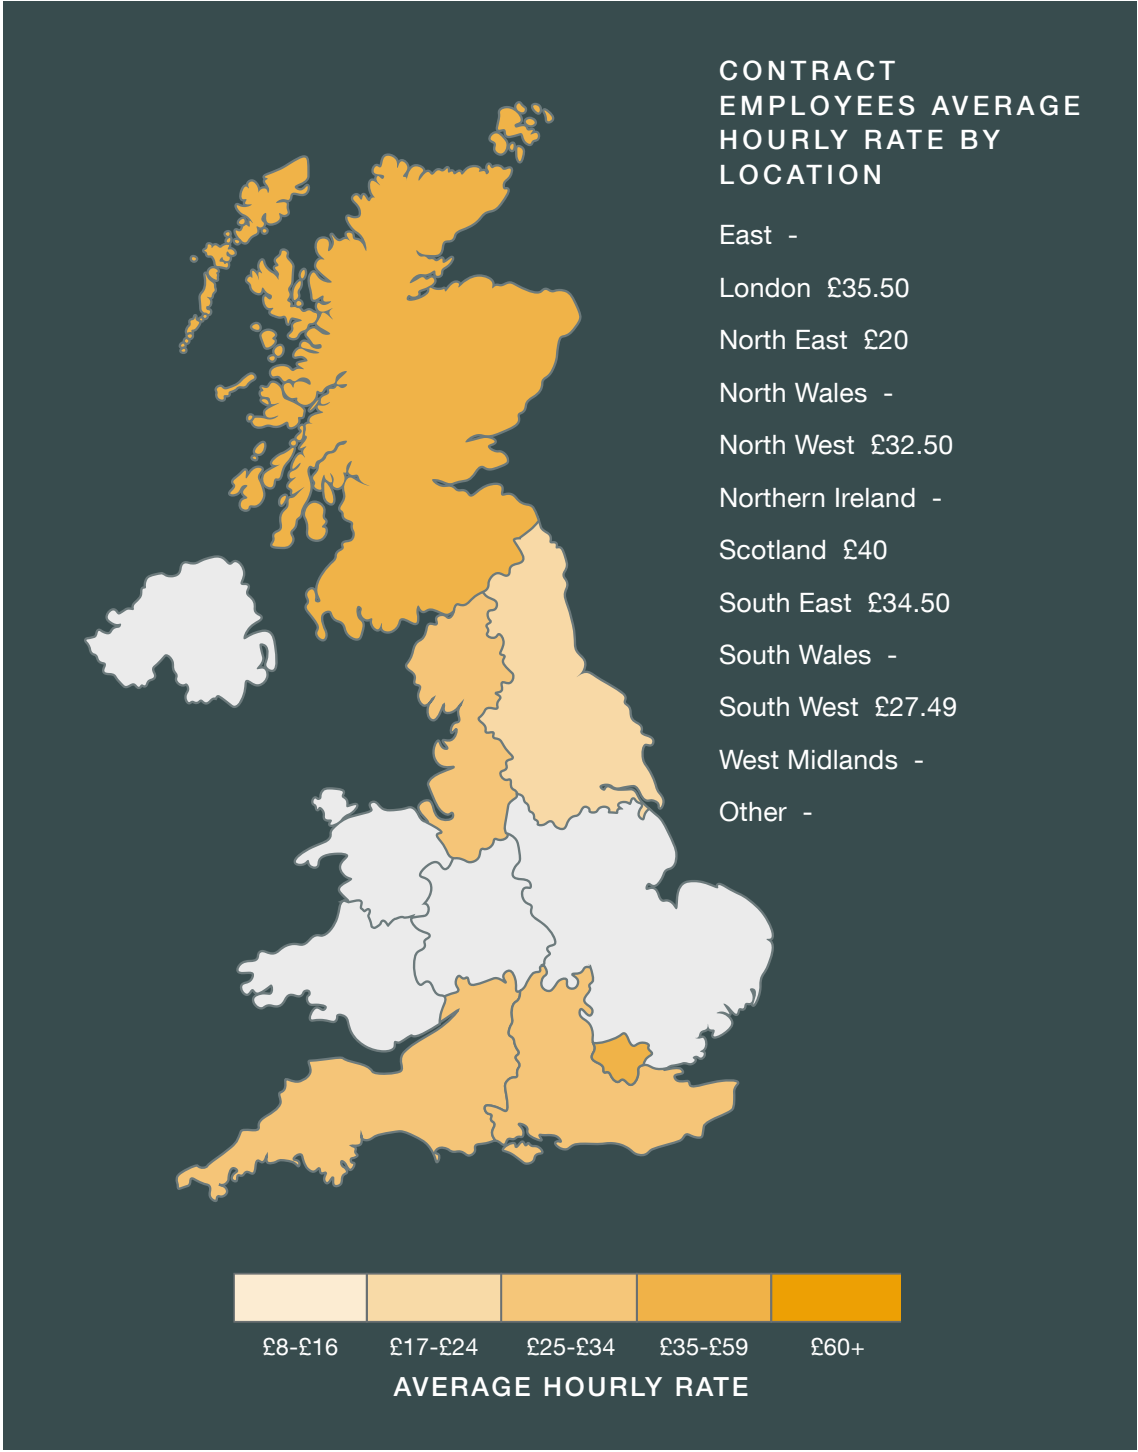 CONTRACT
EMPLOYEES AVERAGE
HOURLY RATE BY
LOCATION
East -
London £35.50
North East £20
North Wales -
North West £32.50
Northern Ireland -
Scotland £40
South East £34.50
South Wales -
South West £27.49
West Midlands -
Other -
£8-£16 £17-£24 £25-£34 £35-£59 £60+
AVERAGE HOURLY RATE